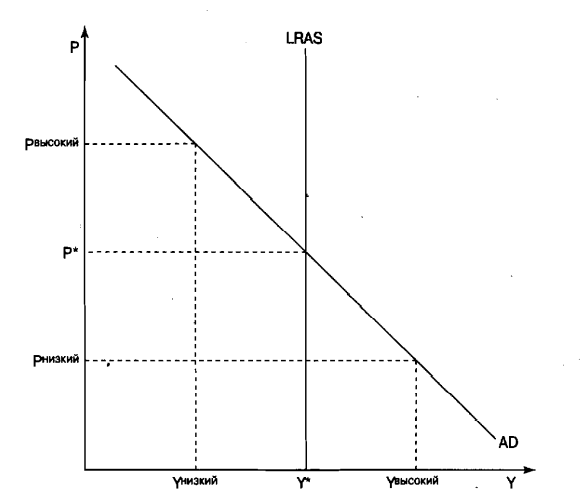 P
LRAS
Pвысокий
P*
Pнизкий
AD
Yнизкий
Y*
Yвысокий
Y